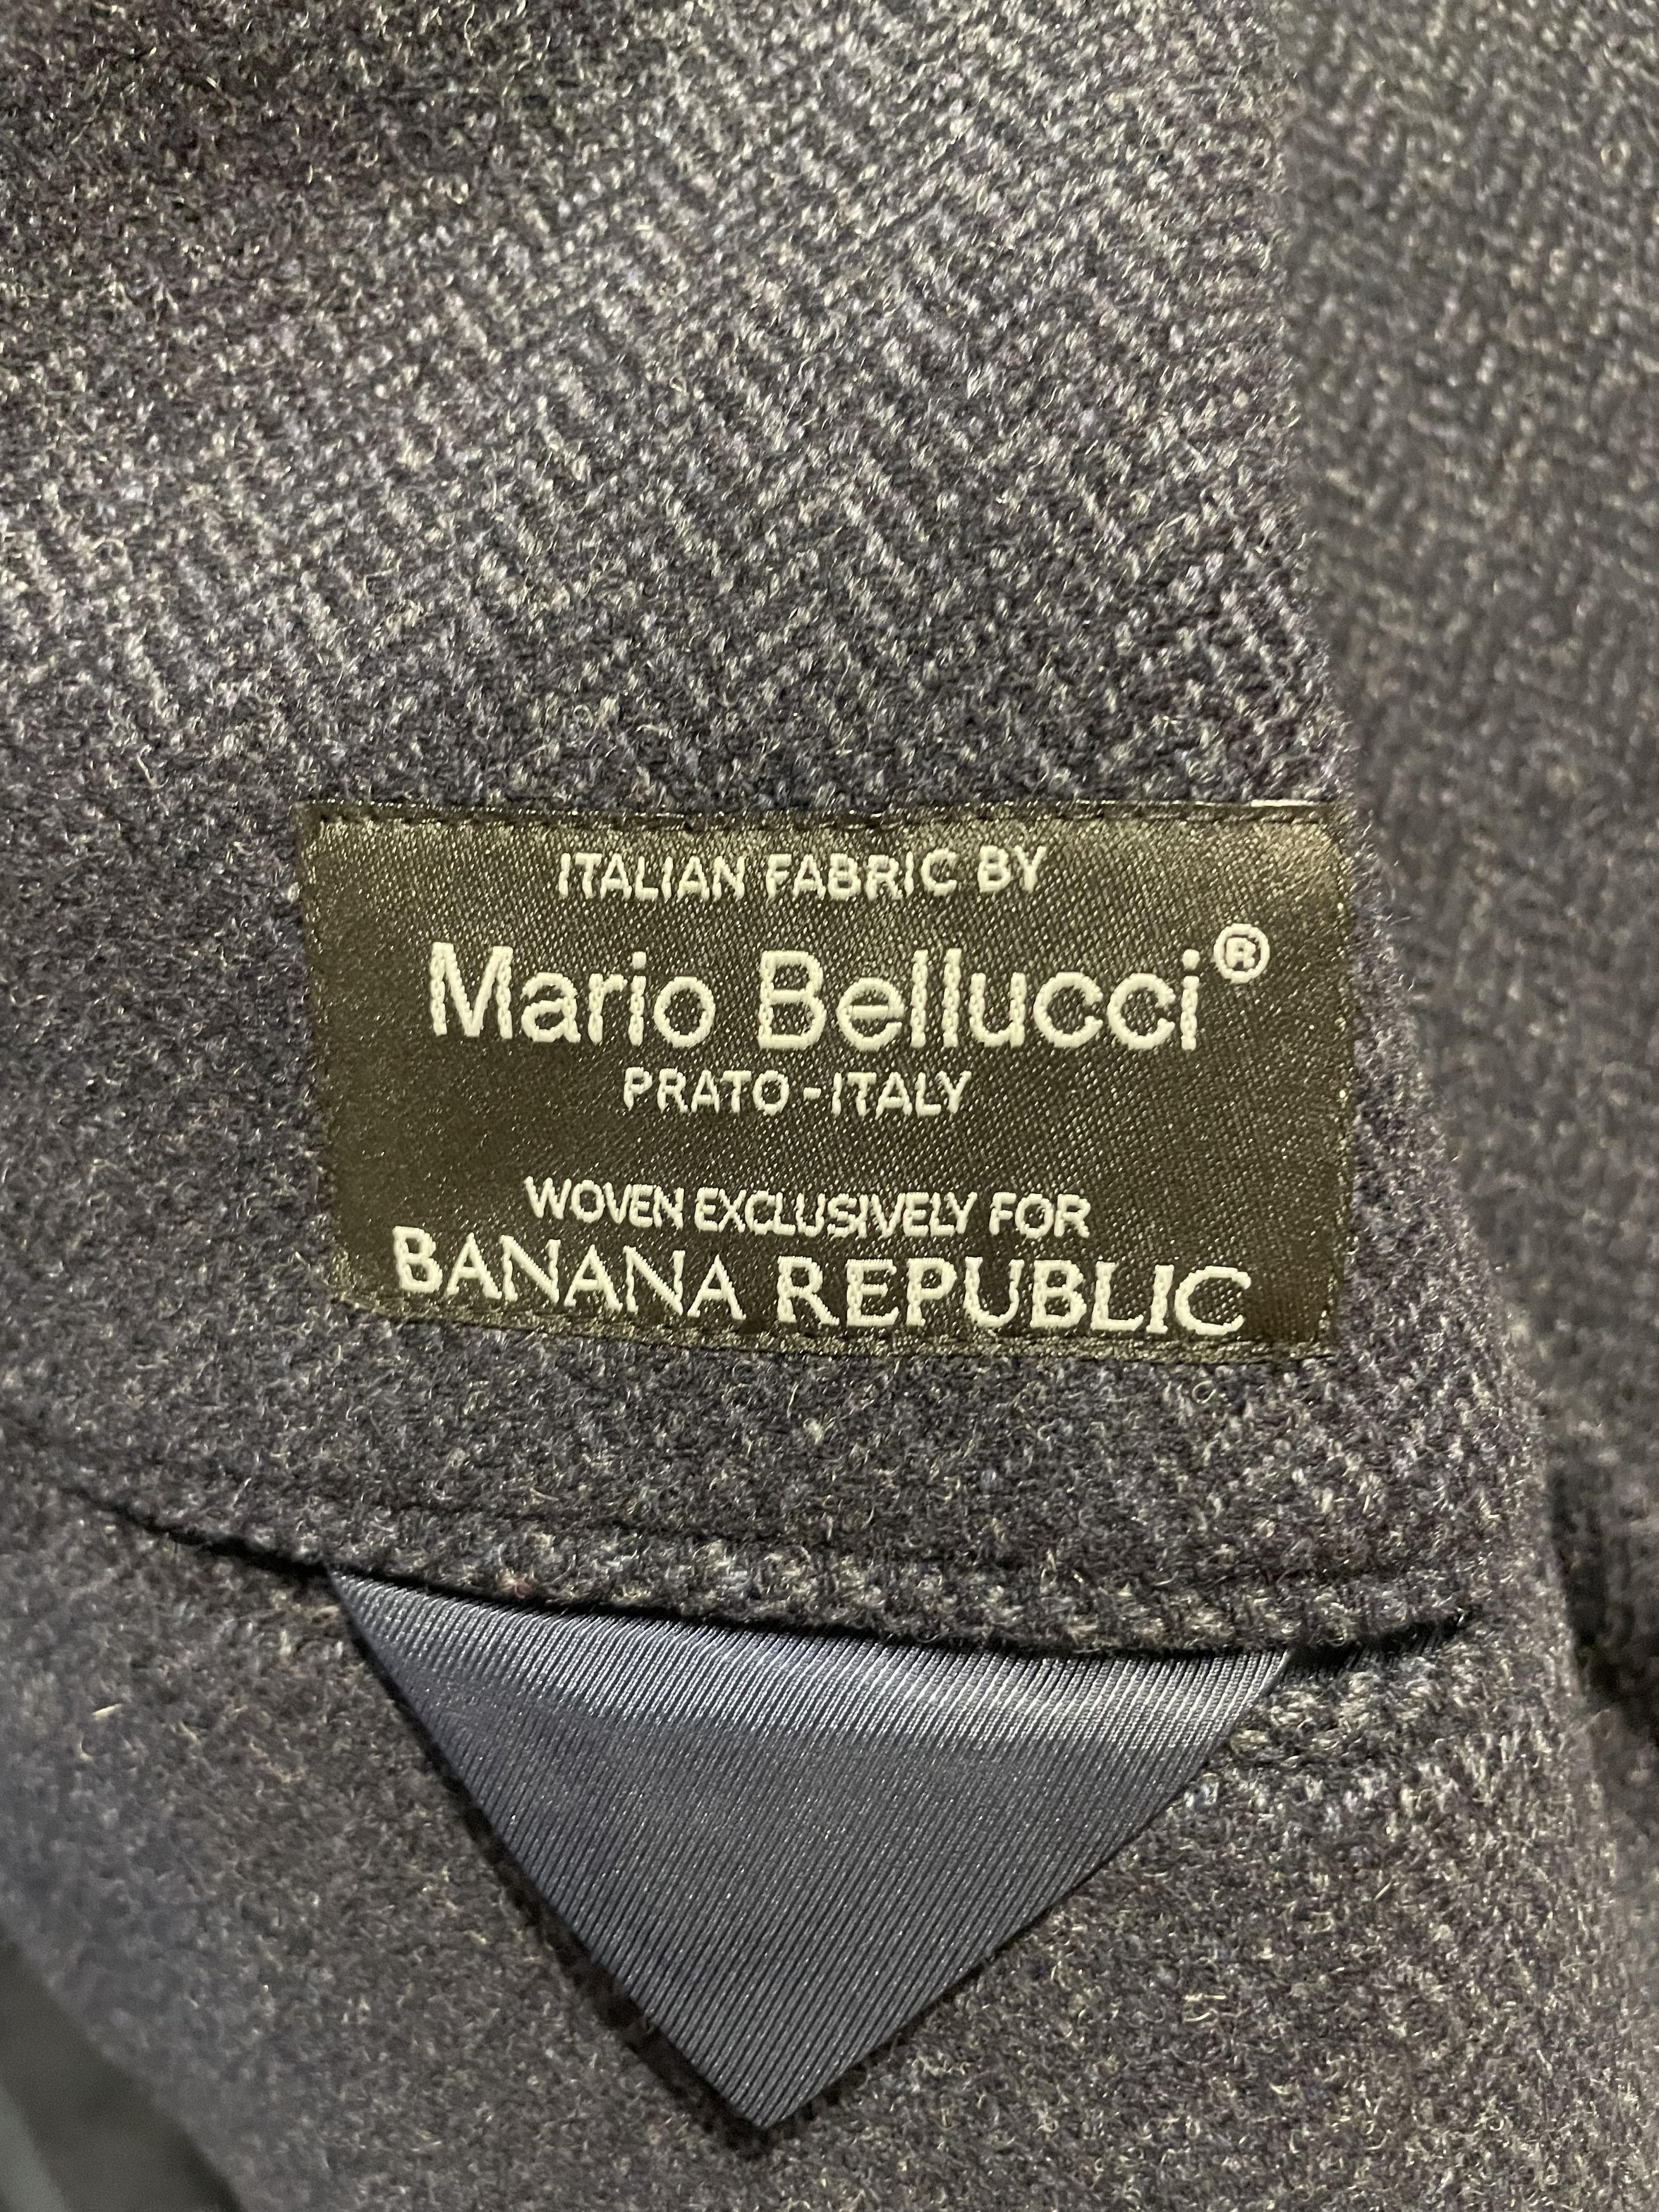 ITALIAN FABRIC BY
Mario Bellucci®
PRATO - ITALY
WOVEN EXCLUSIVELY FOR
BANANA REPUBLIC